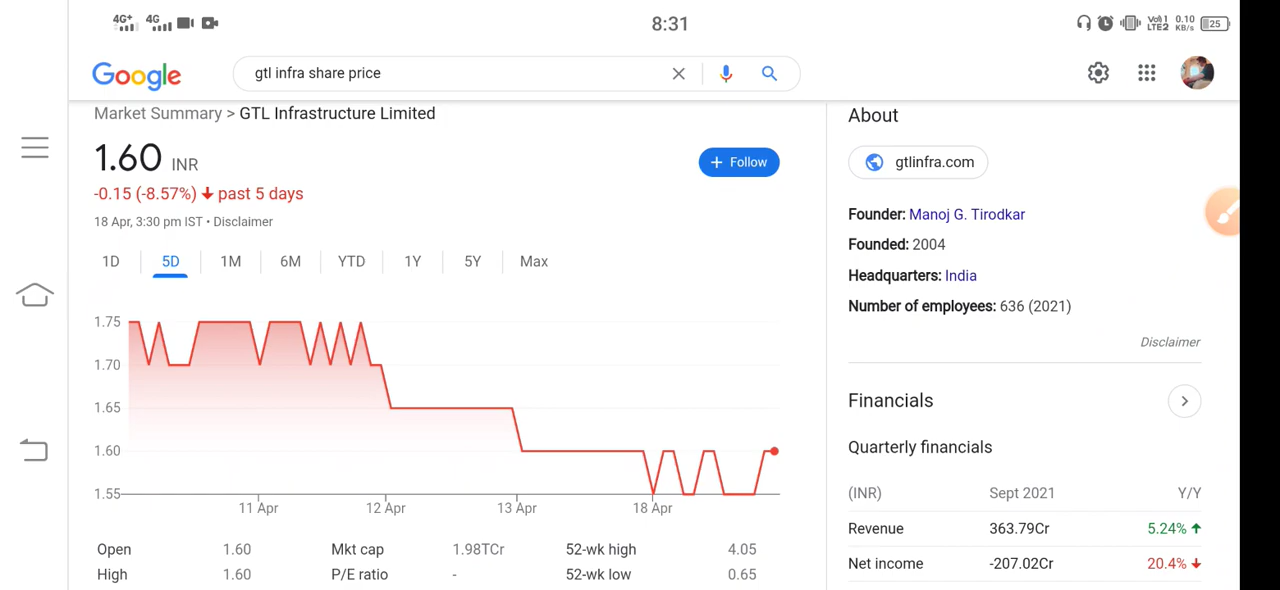 4G+ 4G 8:31 Vo) 1 LTE2 0.10 KB/s 25
Google gtl infra share price
Market Summary > GTL Infrastructure Limited
1.60 INR
+ Follow
-0.15 (-8.57%) ↓ past 5 days
18 Apr, 3:30 pm IST • Disclaimer
1D 5D 1M 6M YTD 1Y 5Y Max
1.75
1.70
1.65
1.60
1.55
11 Apr 12 Apr 13 Apr 18 Apr
Open 1.60 Mkt cap 1.98TCr 52-wk high 4.05
High 1.60 P/E ratio - 52-wk low 0.65
About
gtlinfra.com
Founder: Manoj G. Tirodkar
Founded: 2004
Headquarters: India
Number of employees: 636 (2021)
Disclaimer
Financials
Quarterly financials
(INR) Sept 2021 Y/Y
Revenue 363.79Cr 5.24% ↑
Net income -207.02Cr 20.4% ↓